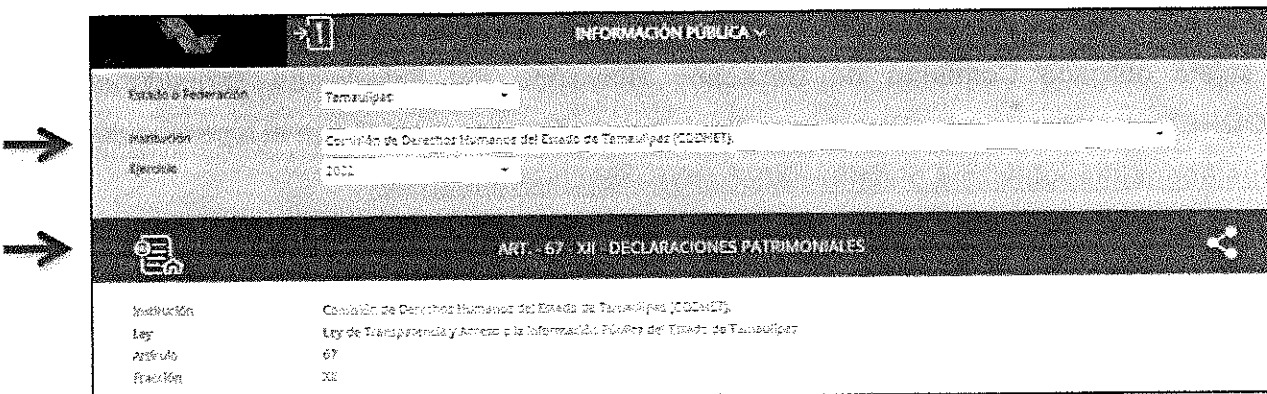 INFORMACIÓN PÚBLICA
Estado o Federación Tamaulipas
Institución Comisión de Derechos Humanos del Estado de Tamaulipas (CODHET).
Ejercicio 2022
ART. - 67 - XII - DECLARACIONES PATRIMONIALES
Institución Comisión de Derechos Humanos del Estado de Tamaulipas (CODHET).
Ley Ley de Transparencia y Acceso a la Información Pública del Estado de Tamaulipas
Artículo 67
Fracción XII